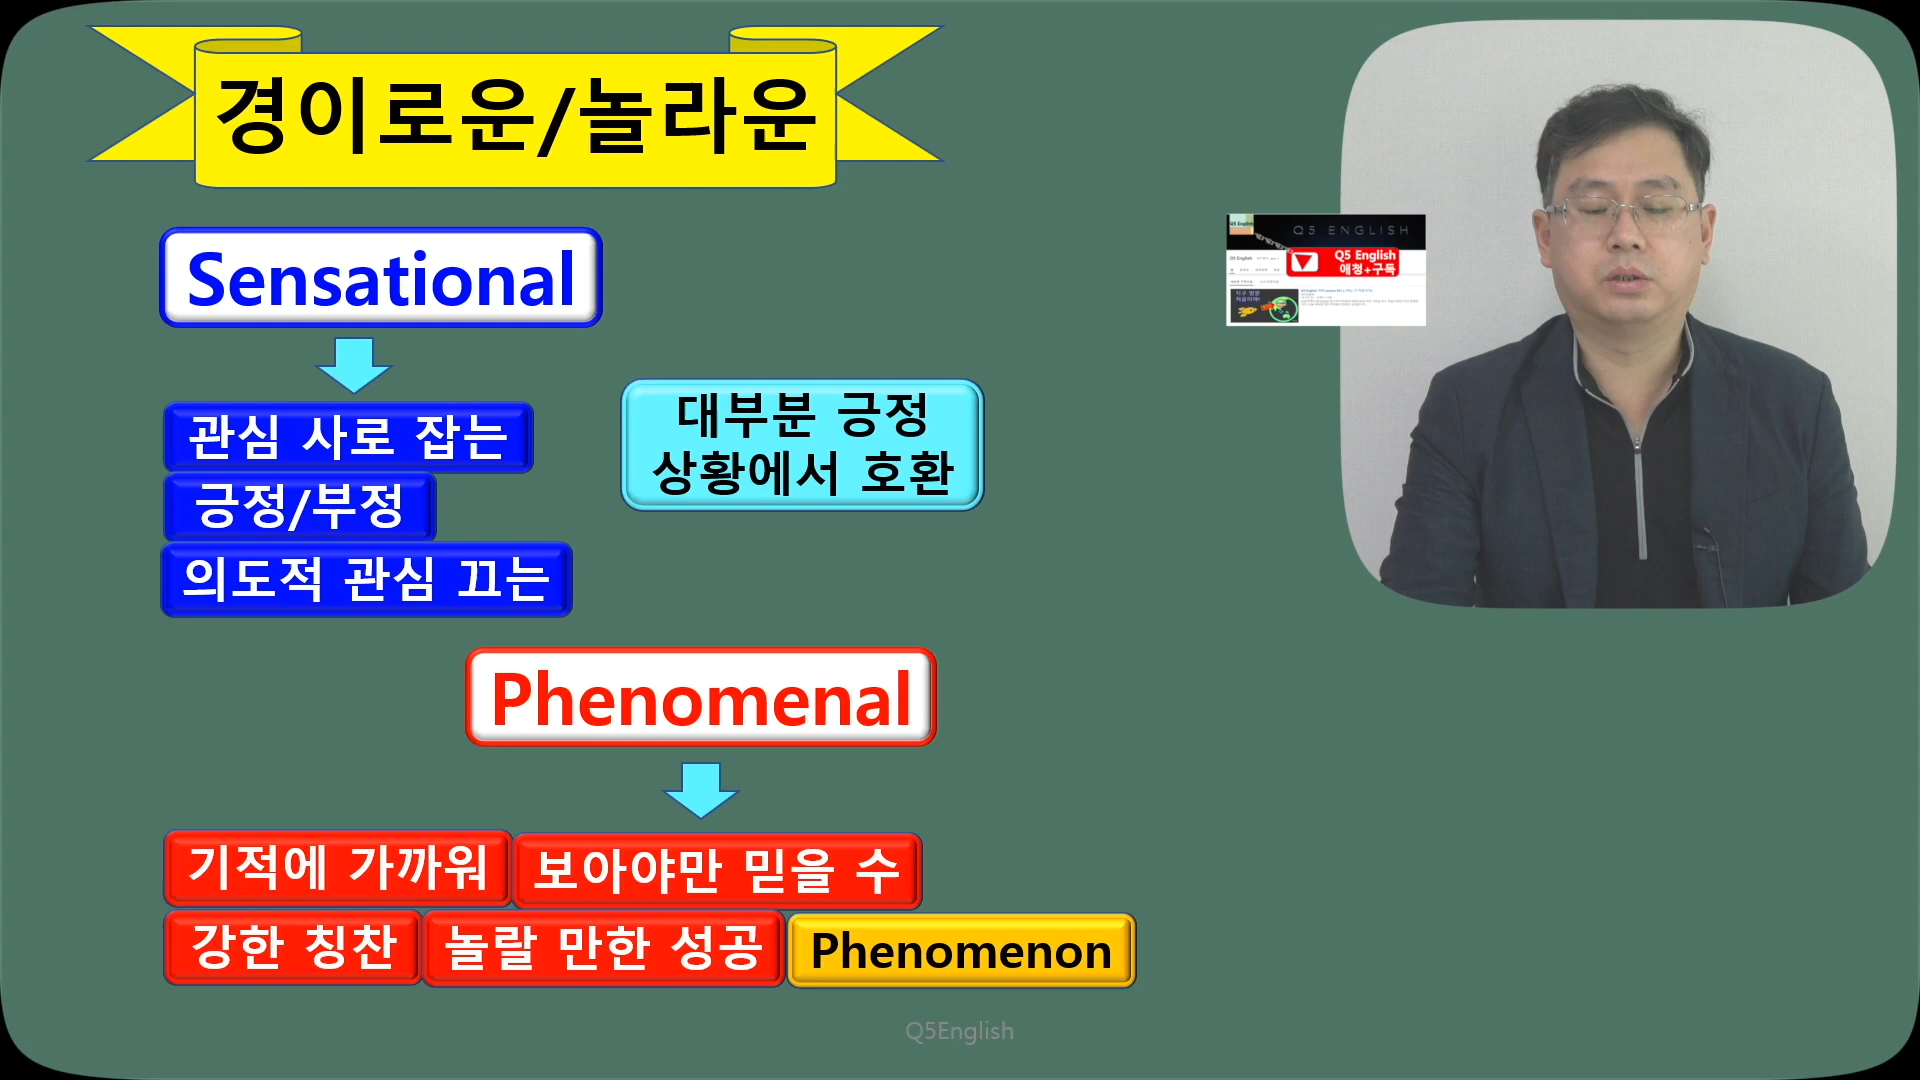 경이로운/놀라운
Sensational
관심 사로 잡는
긍정/부정
의도적 관심 끄는
대부분 긍정
상황에서 호환
Q5 ENGLISH
Q5 English
Q5 English
애청+구독
Phenomenal
기적에 가까워
보아야만 믿을 수
강한 칭찬
놀랄 만한 성공
Phenomenon
Q5English